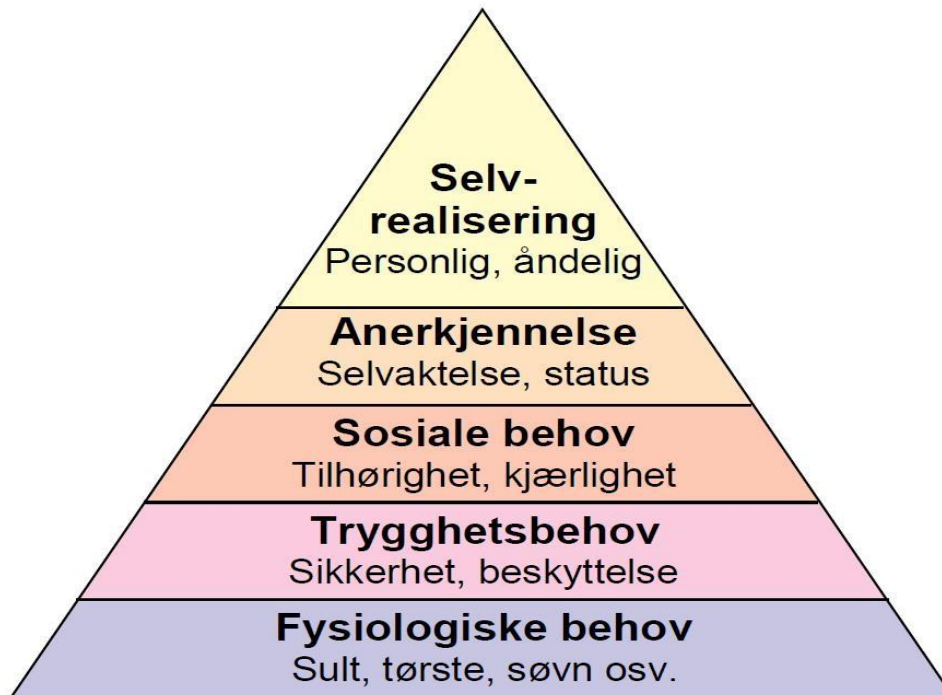 Selv-
realisering
Personlig, åndelig
Anerkjennelse
Selvaktelse, status
Sosiale behov
Tilhørighet, kjærlighet
Trygghetsbehov
Sikkerhet, beskyttelse
Fysiologiske behov
Sult, tørste, søvn osv.